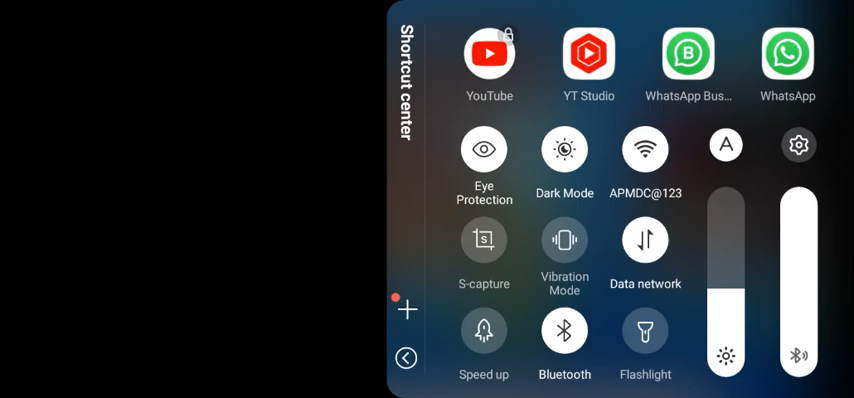 Shortcut center
YouTube
YT Studio
WhatsApp Bus...
WhatsApp
A
Eye
Protection
Dark Mode
APMDC@123
S-capture
Vibration
Mode
Data network
Speed up
Bluetooth
Flashlight